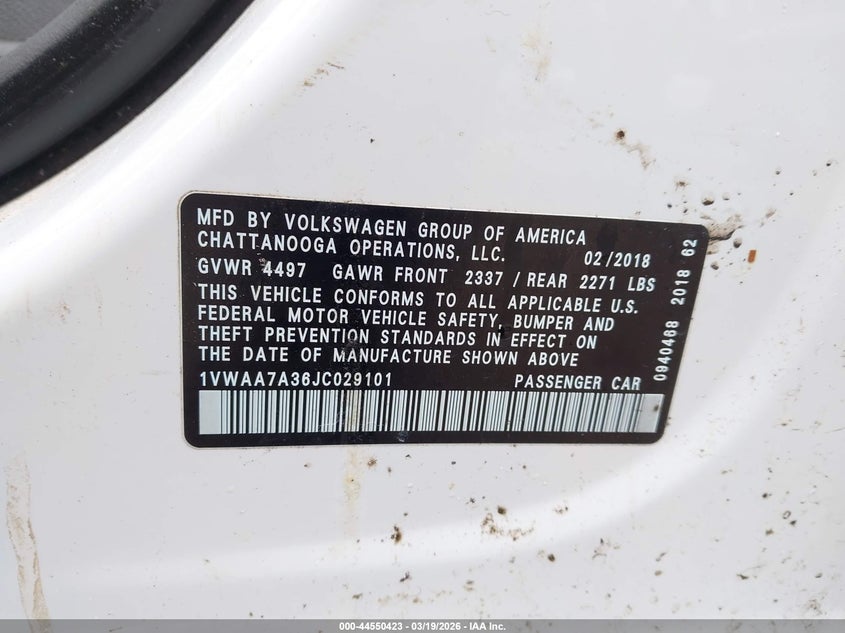 MFD BY VOLKSWAGEN GROUP OF AMERICA
CHATTANOOGA OPERATIONS, LLC. 02/2018
GVWR 4497 GAWR FRONT 2337 / REAR 2271 LBS
THIS VEHICLE CONFORMS TO ALL APPLICABLE U.S.
FEDERAL MOTOR VEHICLE SAFETY, BUMPER AND
THEFT PREVENTION STANDARDS IN EFFECT ON
THE DATE OF MANUFACTURE SHOWN ABOVE
1VWAA7A36JC029101 PASSENGER CAR
0940468 2018 62
000-44550423 - 03/19/2026 - IAA Inc.